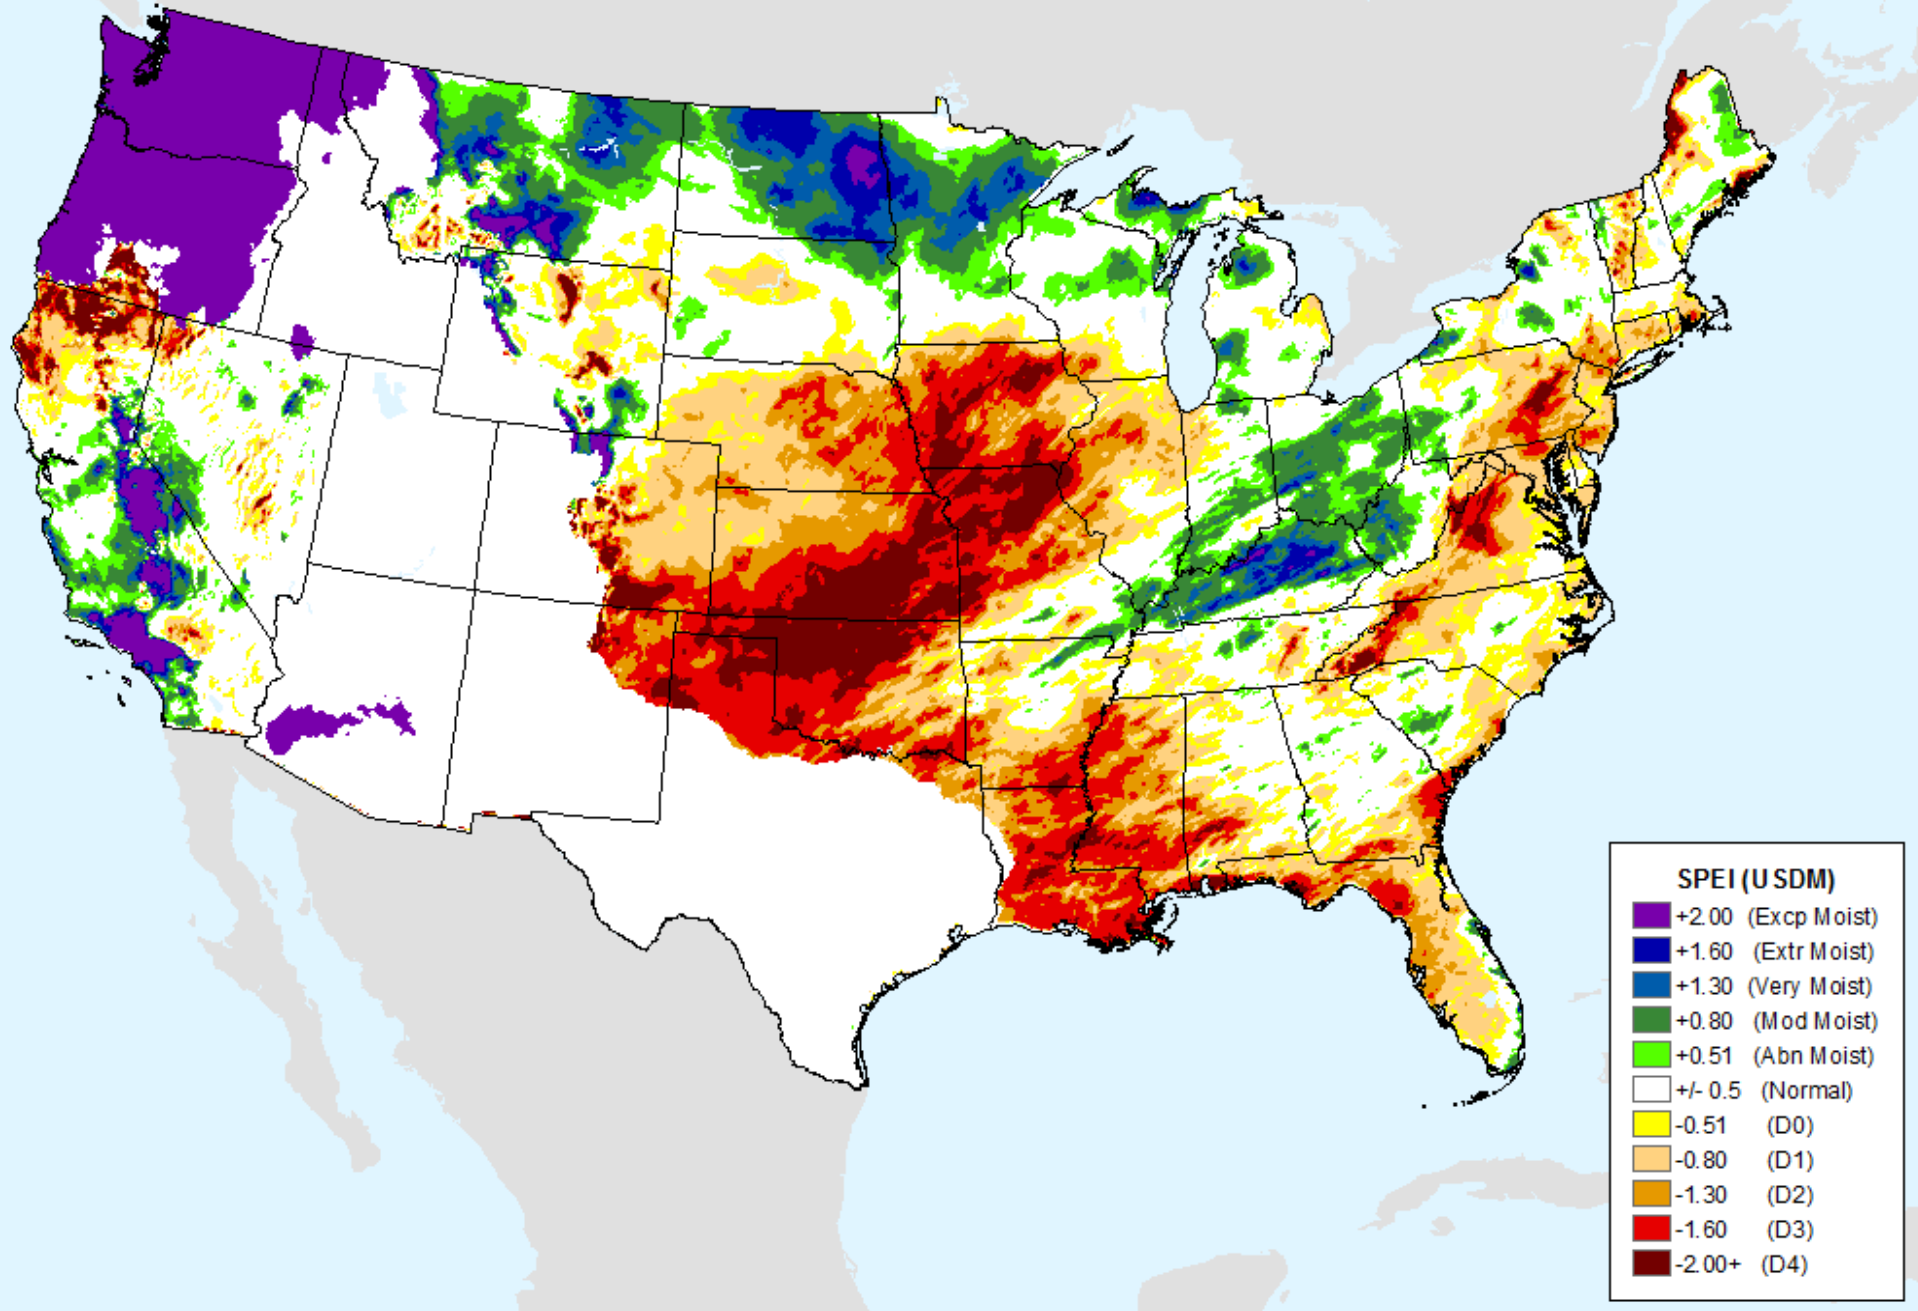 SPEI (USDM)
+2.00 (Excp Moist)
+1.60 (Extr Moist)
+1.30 (Very Moist)
+0.80 (Mod Moist)
+0.51 (Abn Moist)
+/- 0.5 (Normal)
-0.51 (D0)
-0.80 (D1)
-1.30 (D2)
-1.60 (D3)
-2.00+ (D4)